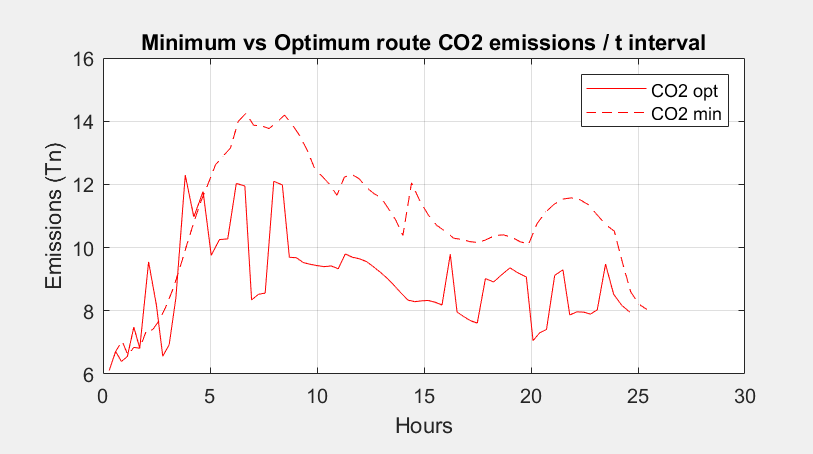 Minimum vs Optimum route CO2 emissions / t interval
16
14
12
10
8
6
Emissions (Tn)
CO2 opt
CO2 min
0
5
10
15
20
25
30
Hours